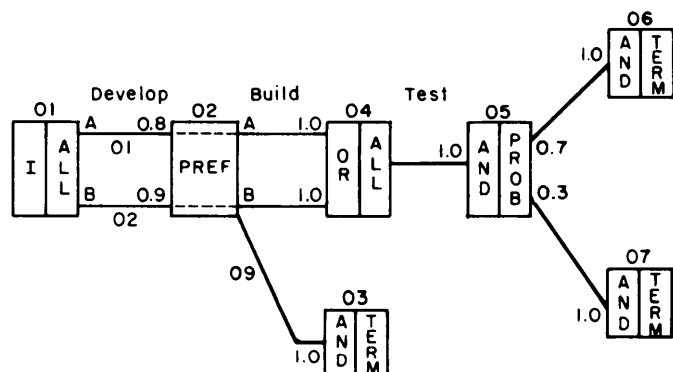 06
AND TERM
1.0
Develop 02 Build 04 Test 05
01
I ALL
A 0.8
01
B 0.9
02
PREF
A 1.0
B 1.0
OR ALL
1.0
AND PROB
0.7
0.3
09
03
1.0
AND TERM
07
1.0
AND TERM